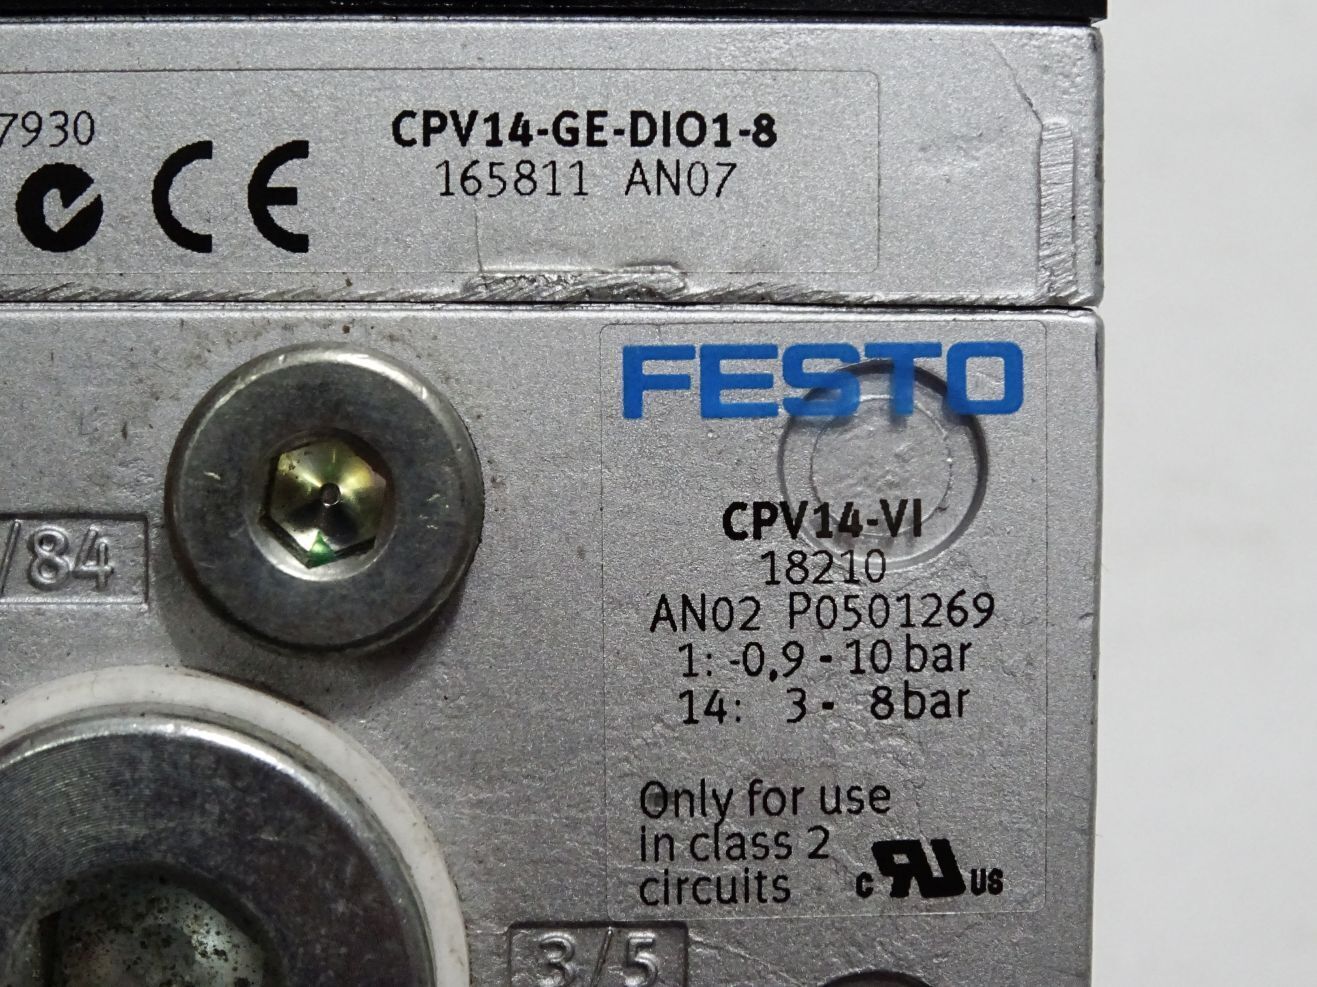 7930
CPV14-GE-DIO1-8
165811 AN07
CE
FESTO
CPV14-VI
18210
AN02 P0501269
1: -0,9 - 10 bar
14: 3 - 8 bar
/84
Only for use
in class 2
circuits
c RU US
3/5